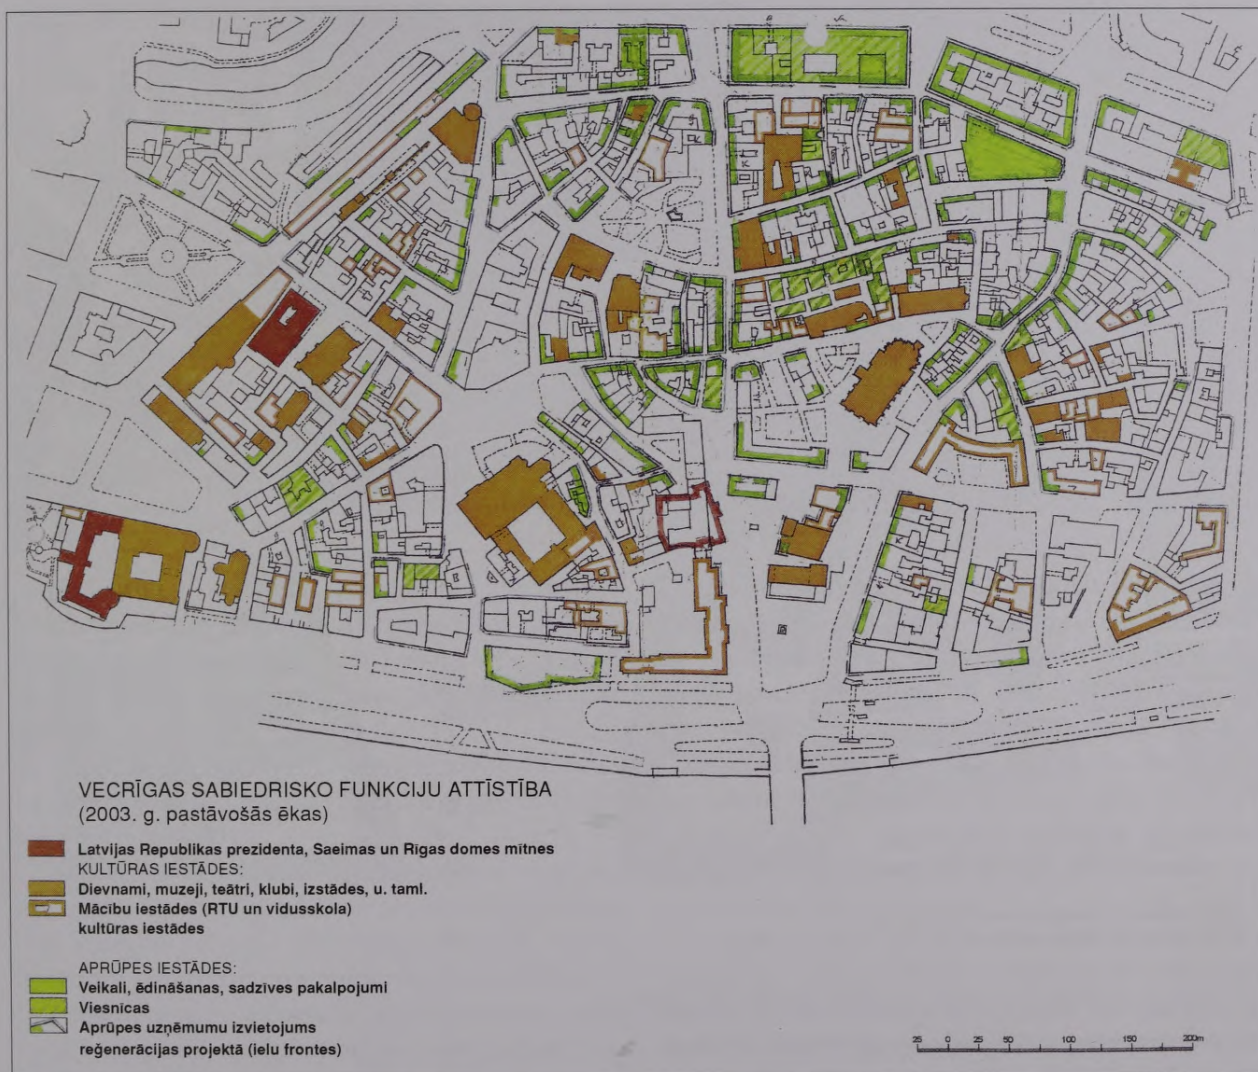 VECRĪGAS SABIEDRISKO FUNKCIJU ATTĪSTĪBA
(2003. g. pastāvošās ēkas)
Latvijas Republikas prezidenta, Saeimas un Rīgas domes mītnes
KULTŪRAS IESTĀDES:
Dievnami, muzeji, teātri, klubi, izstādes, u. taml.
Mācību iestādes (RTU un vidusskola)
kultūras iestādes
APRŪPES IESTĀDES:
Veikali, ēdināšanas, sadzīves pakalpojumi
Viesnīcas
Aprūpes uzņēmumu izvietojums
reģenerācijas projektā (ielu frontes)
25 0 25 50 100 150 200m